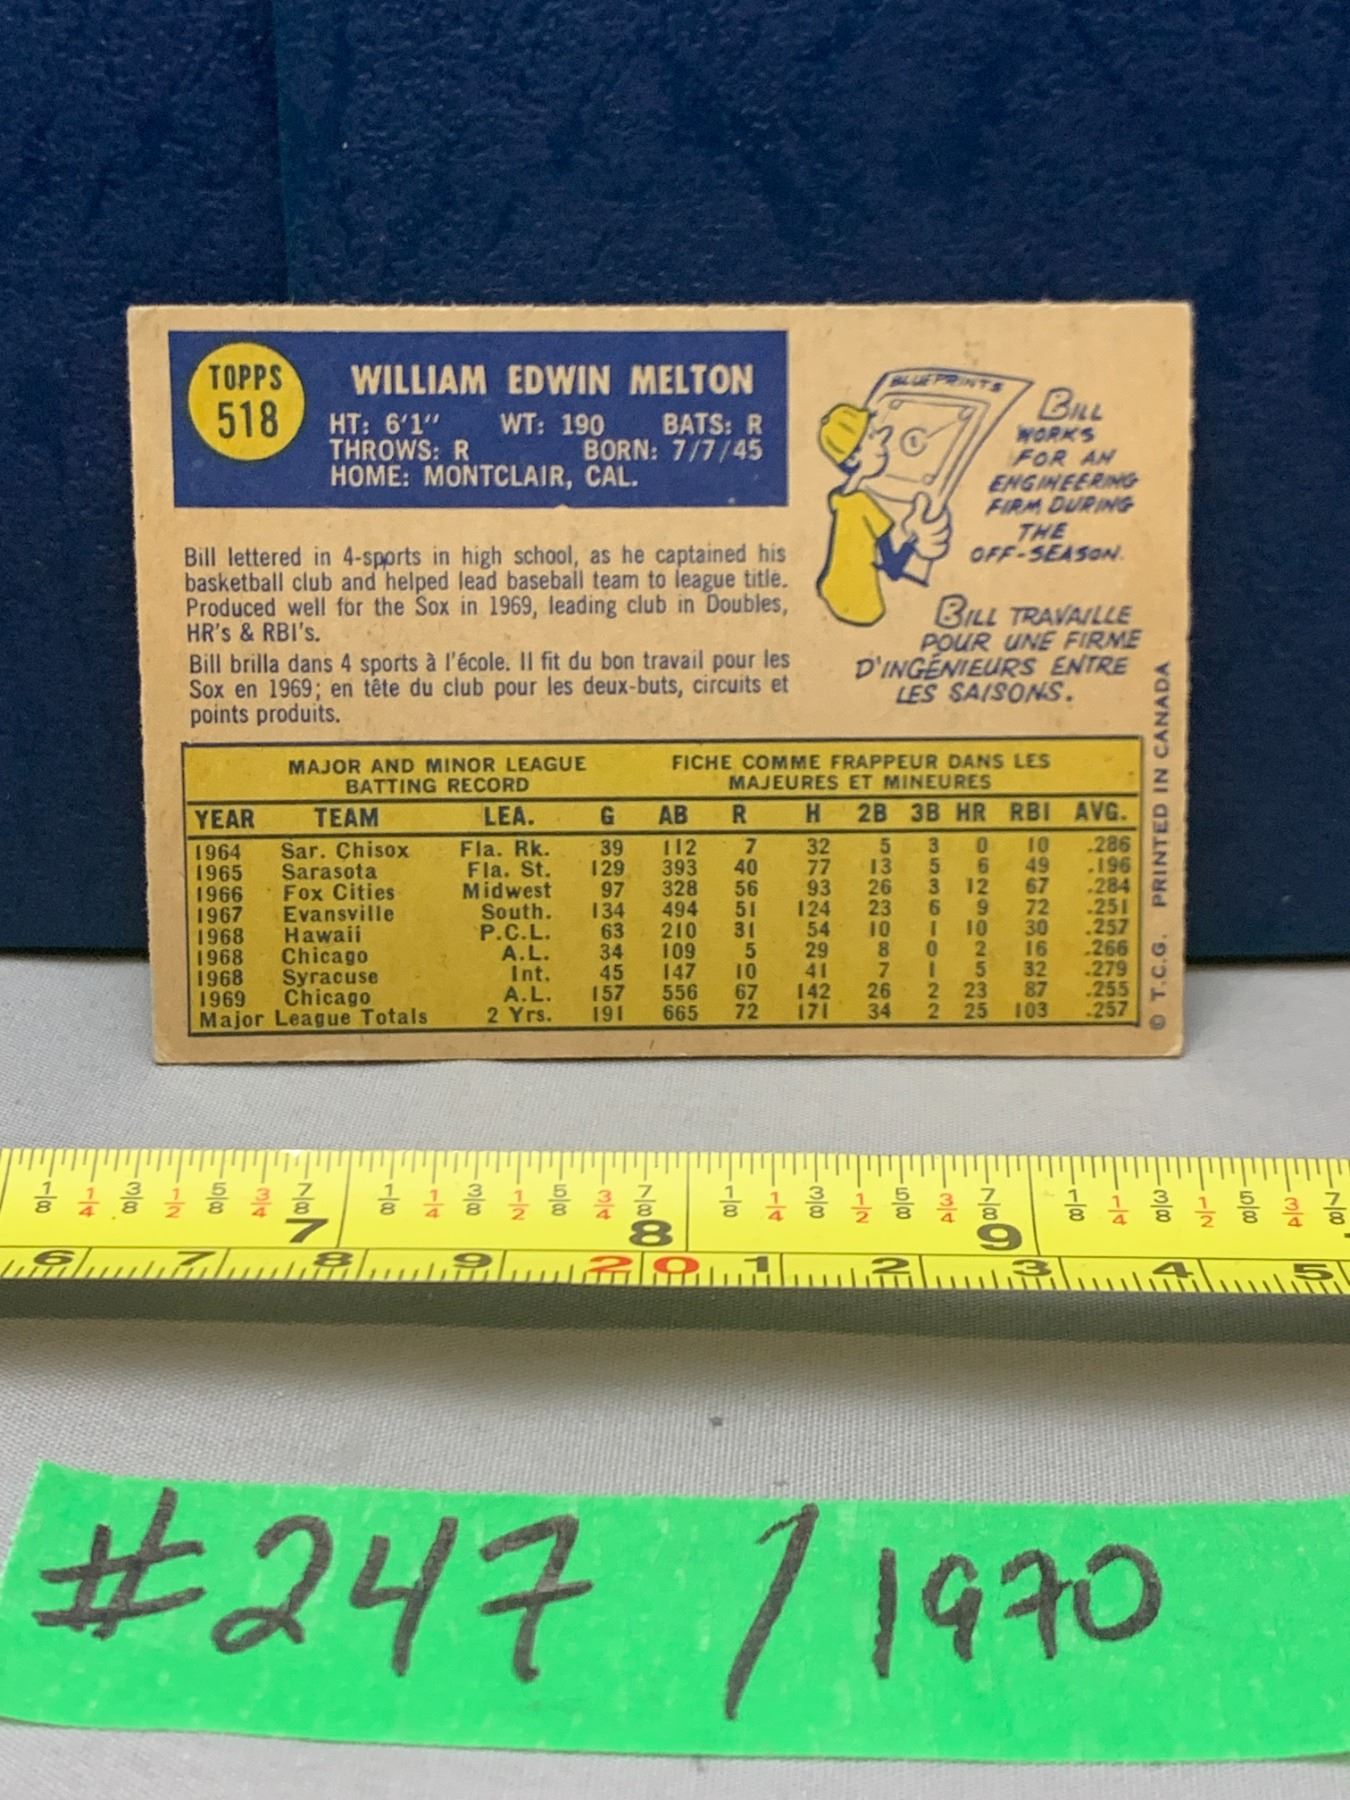 TOPPS
518
WILLIAM EDWIN MELTON
HT: 6'1" WT: 190 BATS: R
THROWS: R BORN: 7/7/45
HOME: MONTCLAIR, CAL.
Bill lettered in 4-sports in high school, as he captained his
basketball club and helped lead baseball team to league title.
Produced well for the Sox in 1969, leading club in Doubles,
HR's & RBI's.
Bill brilla dans 4 sports à l'école. Il fit du bon travail pour les
Sox en 1969; en tête du club pour les deux-buts, circuits et
points produits.
BLUEPRINTS
BILL
WORKS
FOR AN
ENGINEERING
FIRM DURING
THE
OFF-SEASON.
BILL TRAVAILLE
POUR UNE FIRME
D'INGÉNIEURS ENTRE
LES SAISONS.
MAJOR AND MINOR LEAGUE
BATTING RECORD
FICHE COMME FRAPPEUR DANS LES
MAJEURES ET MINEURES
YEAR TEAM LEA. G AB R H 2B 3B HR RBI AVG.
1964 Sar. Chisox Fla. Rk. 39 112 7 32 5 3 0 10 .286
1965 Sarasota Fla. St. 129 393 40 77 13 5 6 49 .196
1966 Fox Cities Midwest 97 328 56 93 26 3 12 67 .284
1967 Evansville South. 134 494 51 124 23 6 9 72 .251
1968 Hawaii P.C.L. 63 210 31 54 10 1 10 30 .257
1968 Chicago A.L. 34 109 5 29 8 0 2 16 .266
1968 Syracuse Int. 45 147 10 41 7 1 5 32 .279
1969 Chicago A.L. 157 556 67 142 26 2 23 87 .255
Major League Totals 2 Yrs. 191 665 72 171 34 2 25 103 .257
© T.C.G. PRINTED IN CANADA
1/8 1/4 3/8 1/2 5/8 3/4 7/8 1/8 1/4 3/8 1/2 5/8 3/4 7/8 1/8 1/4 3/8 1/2 5/8 3/4 7/8 1/8 1/4 3/8 1/2 5/8 3/4 7/8
7 8 9
6 7 8 9 20 1 2 3 4 5
#247 / 1970